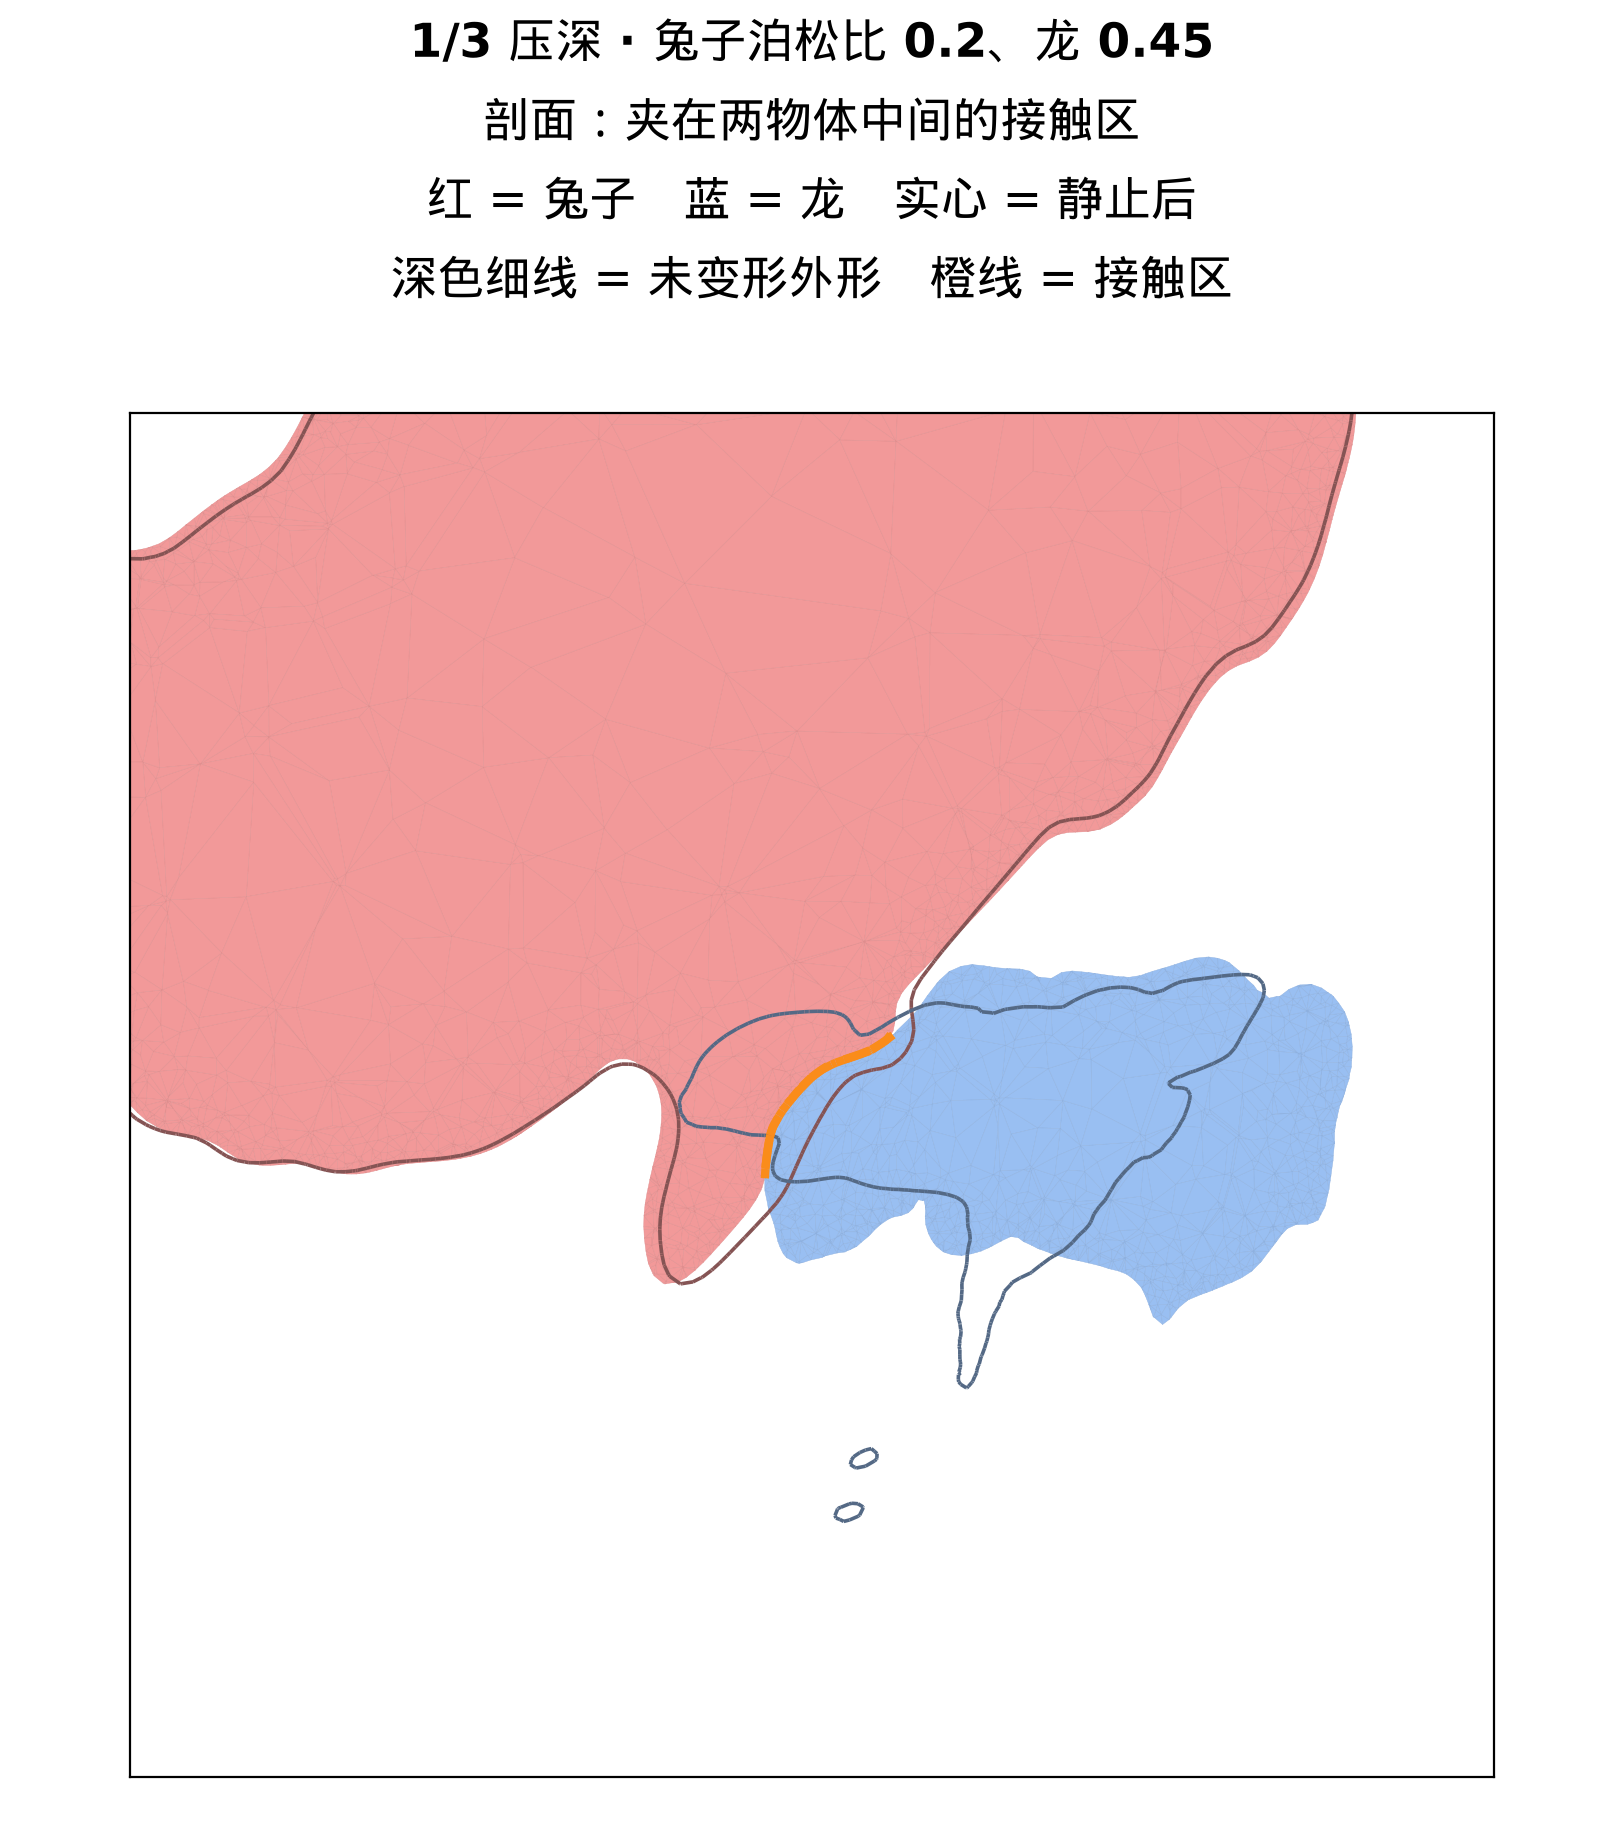 1/3 压深 · 兔子泊松比 0.2、龙 0.45
剖面：夹在两物体中间的接触区
红 = 兔子　蓝 = 龙　实心 = 静止后
深色细线 = 未变形外形　橙线 = 接触区